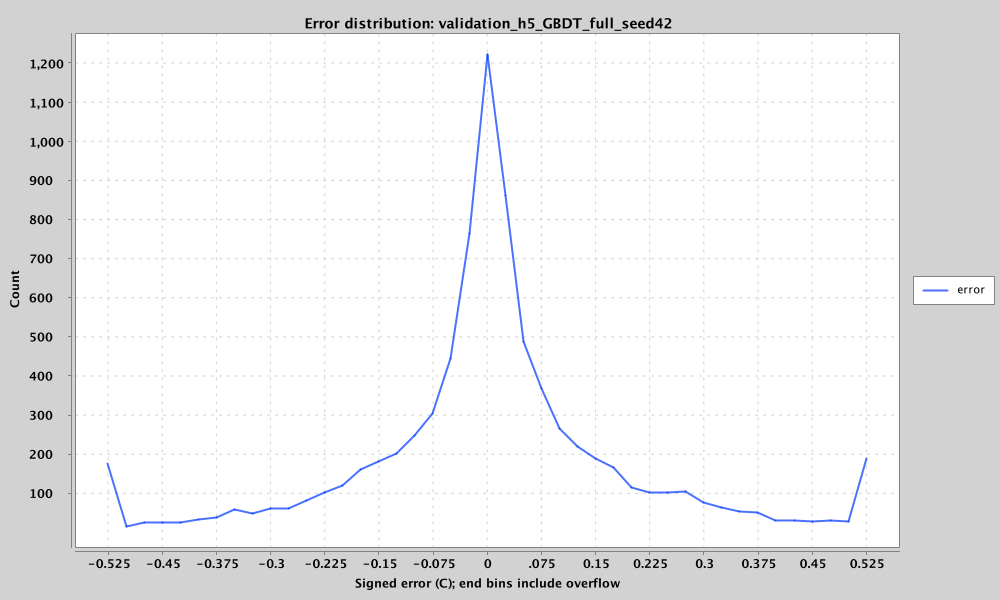 Error distribution: validation_h5_GBDT_full_seed42
1,200
1,100
1,000
900
800
700
600
500
400
300
200
100
Count
-0.525 -0.45 -0.375 -0.3 -0.225 -0.15 -0.075 0 .075 0.15 0.225 0.3 0.375 0.45 0.525
Signed error (C); end bins include overflow
error